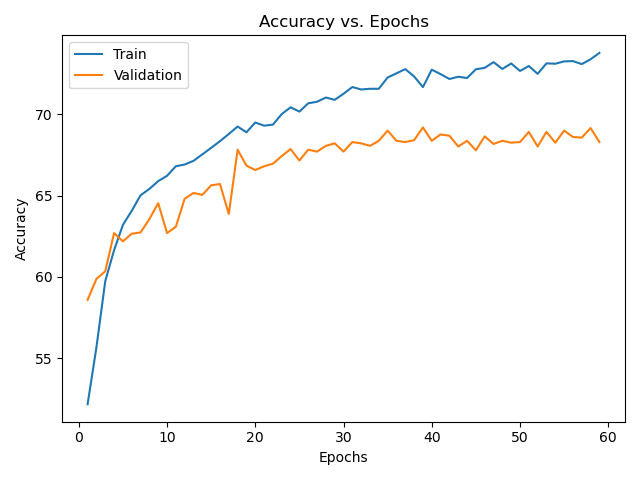 Accuracy vs. Epochs
Train
Validation
Accuracy
70
65
60
55
0 10 20 30 40 50 60
Epochs